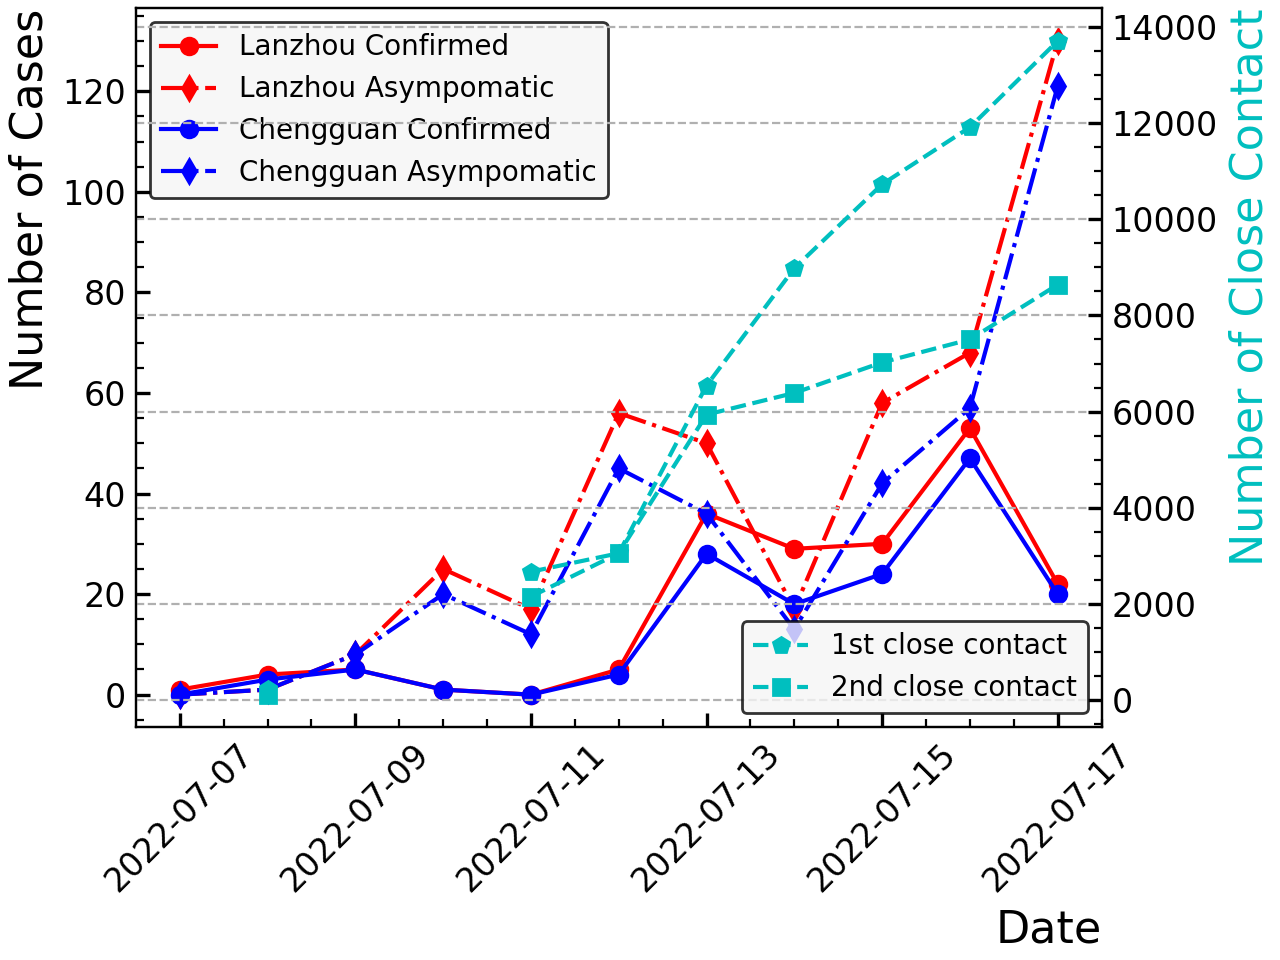 Number of Cases
120
100
80
60
40
20
0
Lanzhou Confirmed
Lanzhou Asympomatic
Chengguan Confirmed
Chengguan Asympomatic
14000
12000
10000
8000
6000
4000
2000
0
Number of Close Contact
1st close contact
2nd close contact
2022-07-07
2022-07-09
2022-07-11
2022-07-13
2022-07-15
2022-07-17
Date